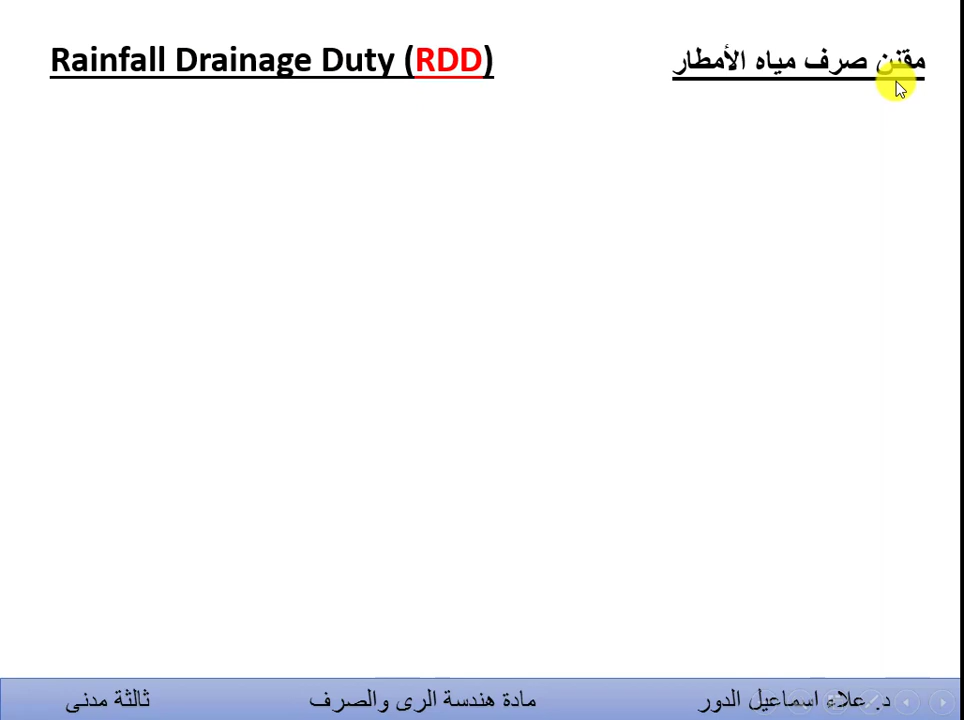 Rainfall Drainage Duty (RDD)
مقنن صرف مياه الأمطار
د. علاء اسماعيل الدور
مادة هندسة الرى والصرف
ثالثة مدنى